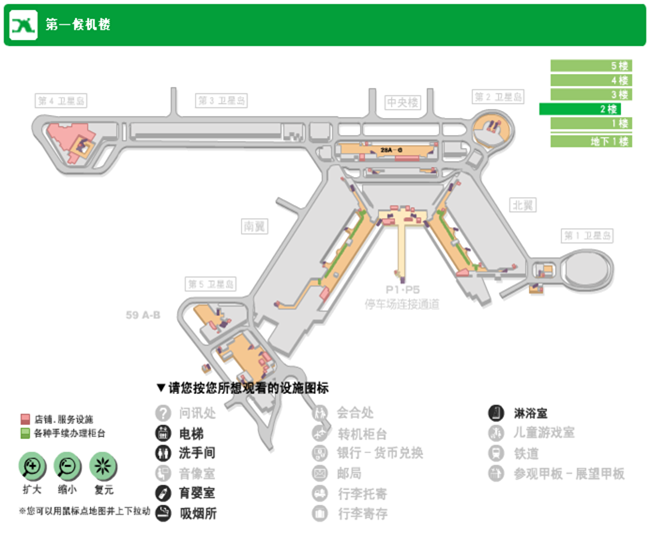 第一候机楼
5 楼
4 楼
3 楼
2 楼
1 楼
地下 1 楼
第 4 卫星岛
第 3 卫星岛
中央楼
第 2 卫星岛
28A-G
南翼
北翼
第 1 卫星岛
第 5 卫星岛
P1·P5
停车场连接通道
59 A-B
▼请您按您所想观看的设施图标
问讯处
电梯
洗手间
音像室
育婴室
吸烟所
会合处
转机柜台
银行－货币兑换
邮局
行李托寄
行李寄存
淋浴室
儿童游戏室
铁道
参观甲板－展望甲板
店铺、服务设施
各种手续办理柜台
扩大
缩小
复元
※您可以用鼠标点地图并上下拉动